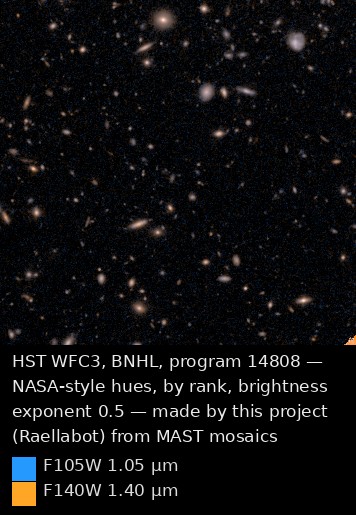 HST WFC3, BNHL, program 14808 —
NASA-style hues, by rank, brightness
exponent 0.5 — made by this project
(Raellabot) from MAST mosaics
F105W 1.05 µm
F140W 1.40 µm